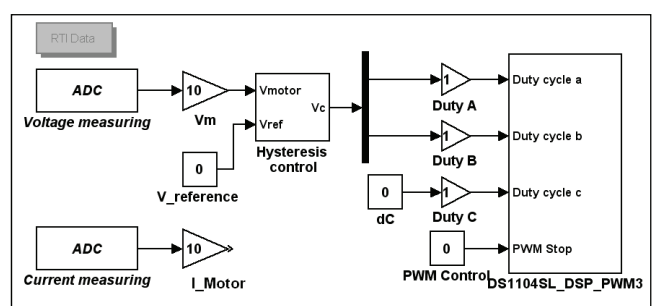 RTI Data
ADC
Voltage measuring
10
Vm
Vmotor
Vref
Vc
Hysteresis
control
0
V_reference
ADC
Current measuring
10
I_Motor
1
Duty A
1
Duty B
0
dC
1
Duty C
0
PWM Control
Duty cycle a
Duty cycle b
Duty cycle c
PWM Stop
DS1104SL_DSP_PWM3